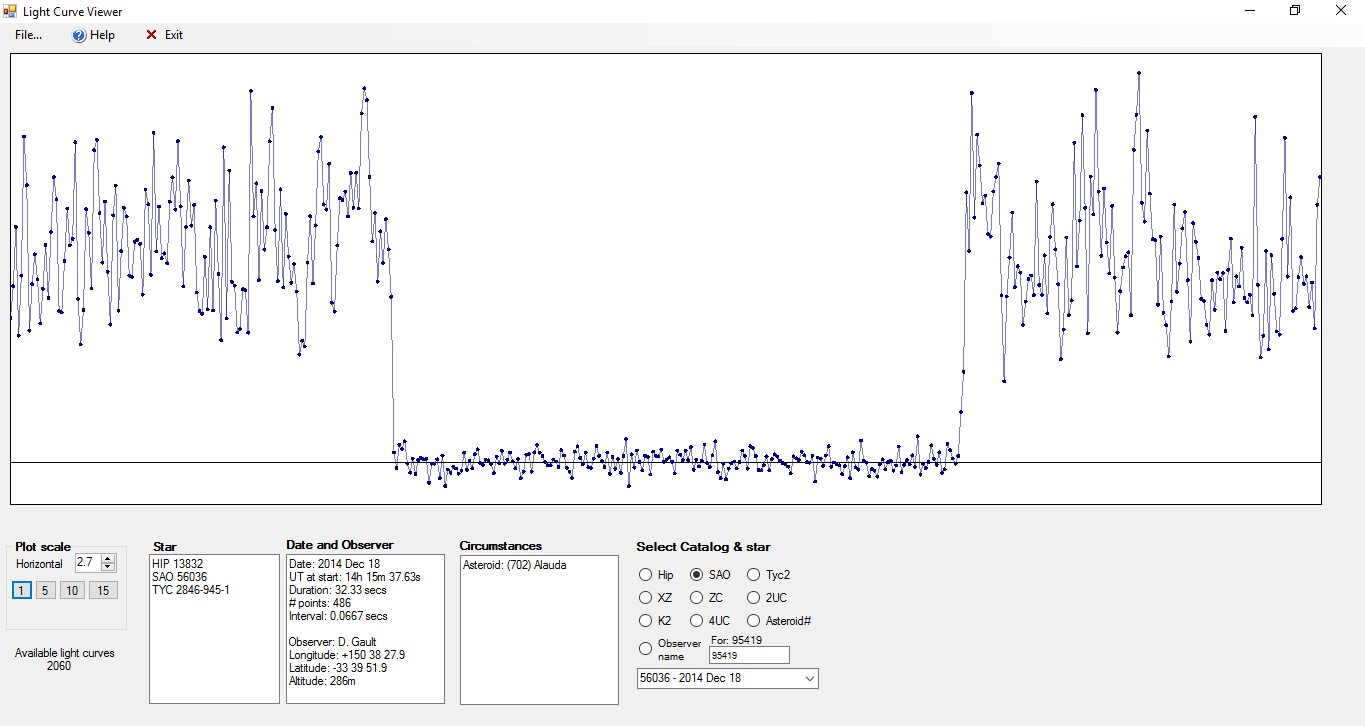 Light Curve Viewer
File... Help Exit
Plot scale
Horizontal 2.7
1 5 10 15
Available light curves
2060
Star
HIP 13832
SAO 56036
TYC 2846-945-1
Date and Observer
Date: 2014 Dec 18
UT at start: 14h 15m 37.63s
Duration: 32.33 secs
# points: 486
Interval: 0.0667 secs
Observer: D. Gault
Longitude: +150 38 27.9
Latitude: -33 39 51.9
Altitude: 286m
Circumstances
Asteroid: (702) Alauda
Select Catalog & star
Hip SAO Tyc2
XZ ZC 2UC
K2 4UC Asteroid#
Observer name
For: 95419
95419
56036 - 2014 Dec 18